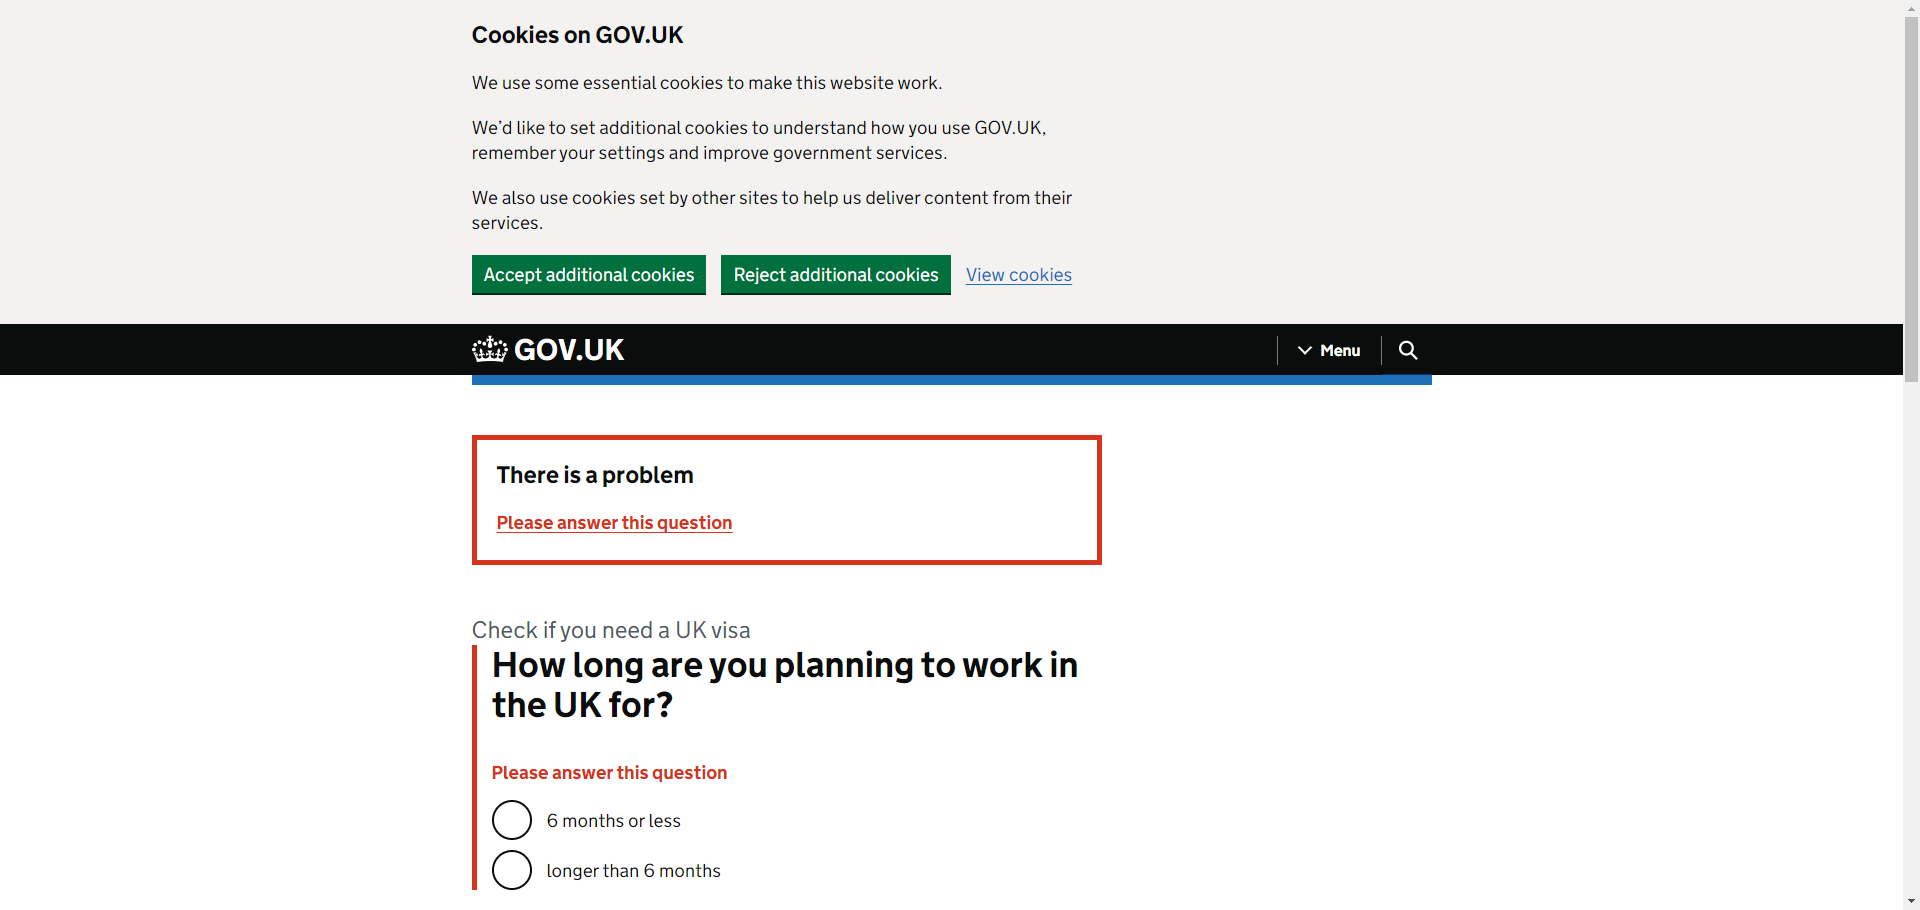 Cookies on GOV.UK
We use some essential cookies to make this website work.
We’d like to set additional cookies to understand how you use GOV.UK,
remember your settings and improve government services.
We also use cookies set by other sites to help us deliver content from their
services.
Accept additional cookies Reject additional cookies View cookies
GOV.UK Menu
There is a problem
Please answer this question
Check if you need a UK visa
How long are you planning to work in
the UK for?
Please answer this question
6 months or less
longer than 6 months